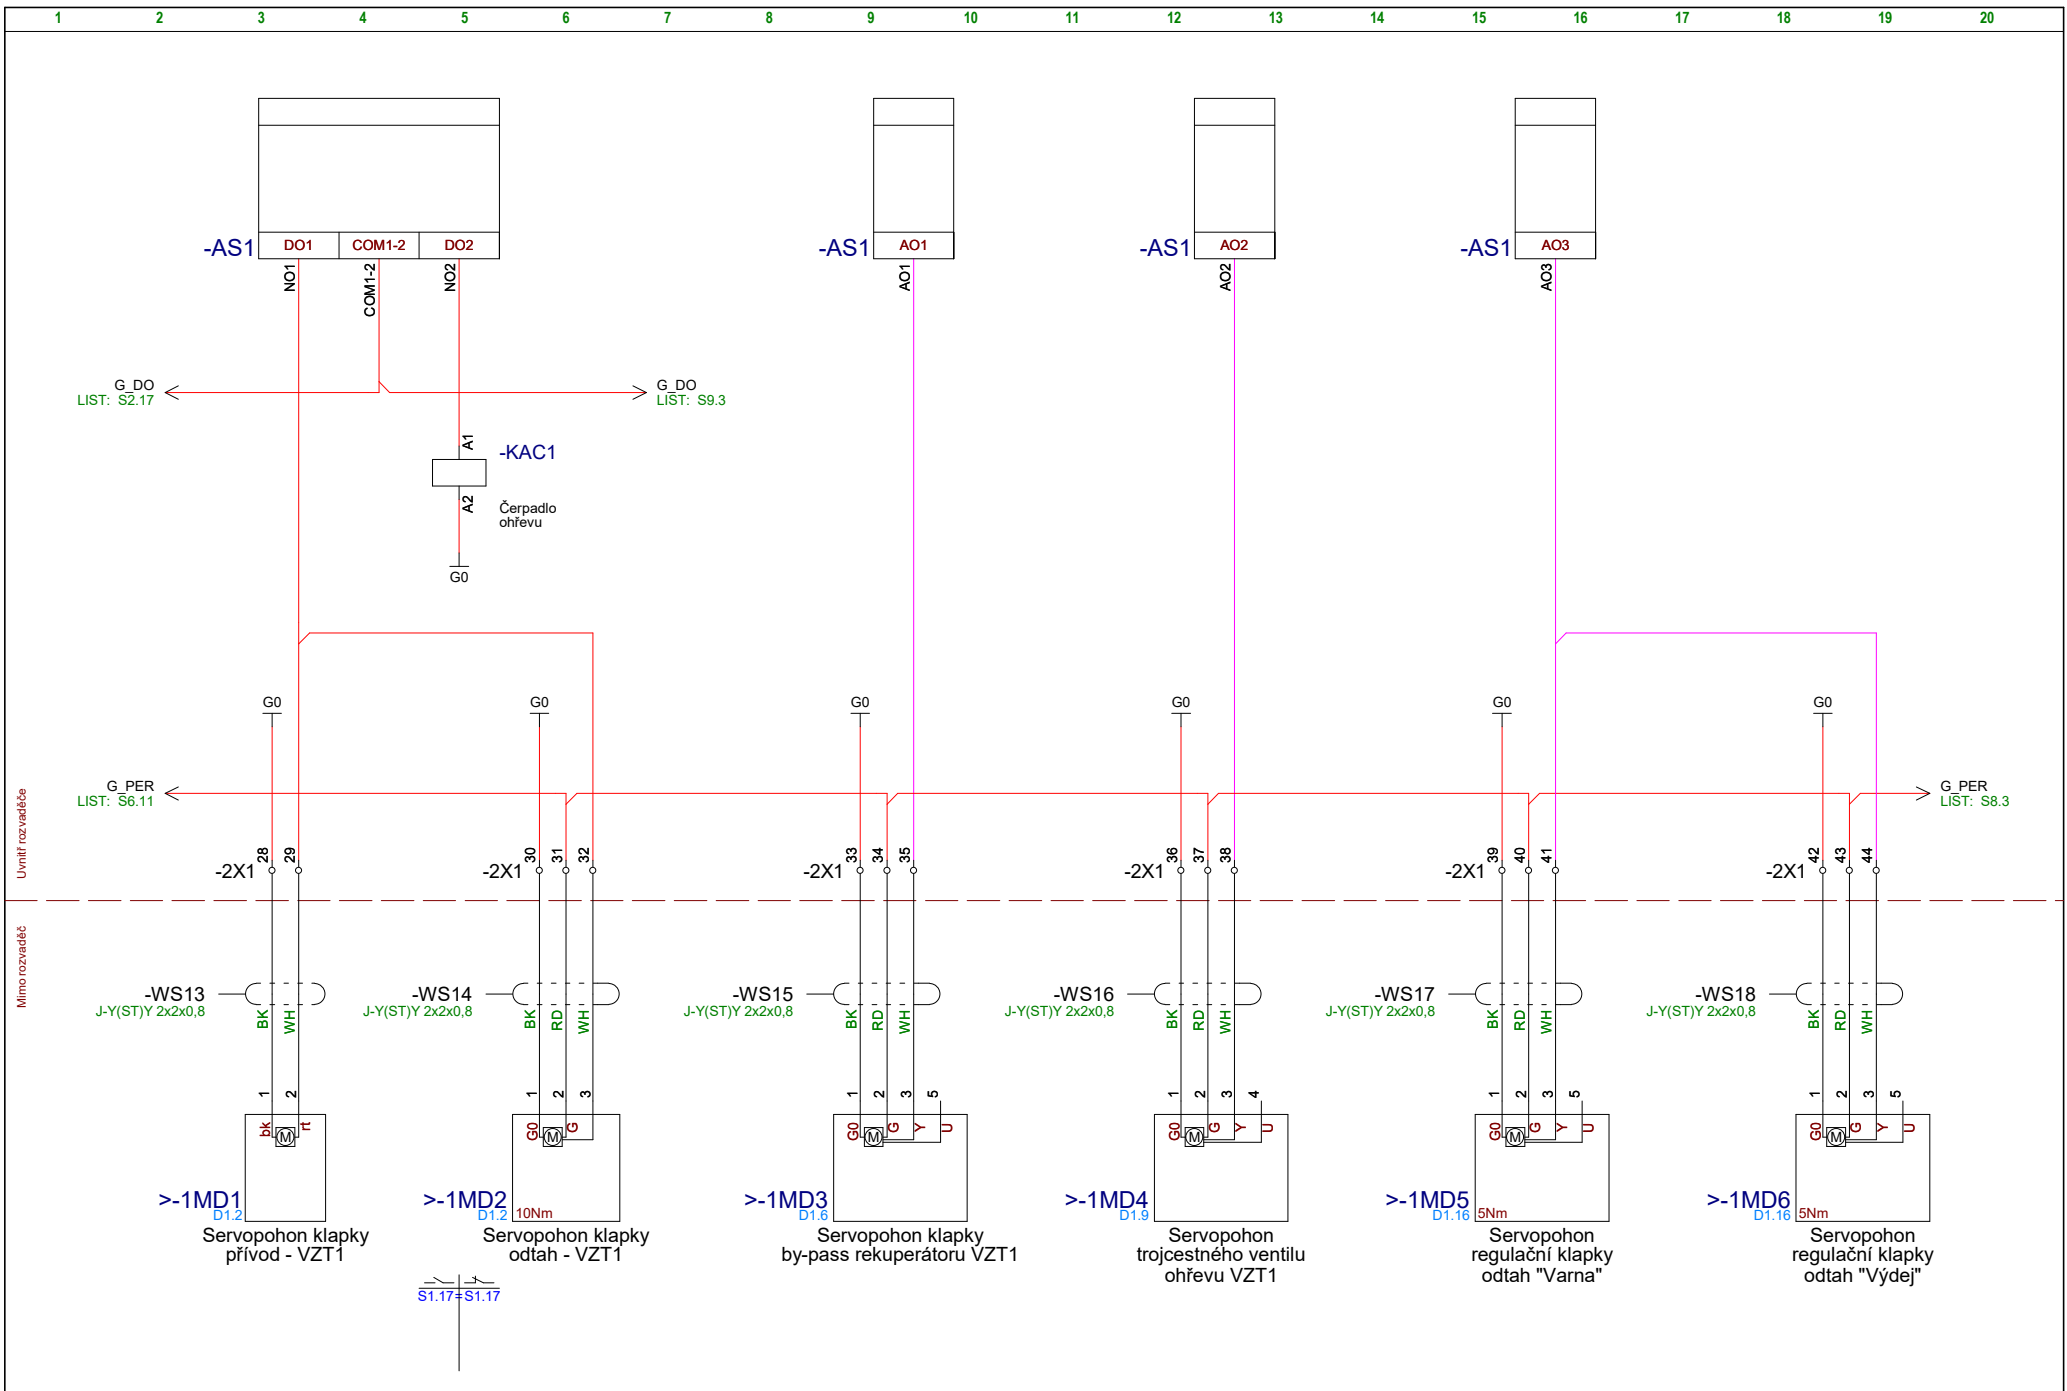 1 2 3 4 5 6 7 8 9 10 11 12 13 14 15 16 17 18 19 20
-AS1 DO1 COM1-2 DO2
-AS1 AO1
-AS1 AO2
-AS1 AO3
NO1 COM1-2 NO2 AO1 AO2 AO3
G_DO
LIST: S2.17
G_DO
LIST: S9.3
A1
-KAC1
A2
Čerpadlo
ohřevu
G0
G0 G0 G0 G0 G0 G0
G_PER
LIST: S6.11
G_PER
LIST: S8.3
Uvnitř rozvaděče
-2X1 28 29
-2X1 30 31 32
-2X1 33 34 35
-2X1 36 37 38
-2X1 39 40 41
-2X1 42 43 44
Mimo rozvaděč
-WS13
J-Y(ST)Y 2x2x0,8
BK WH
-WS14
J-Y(ST)Y 2x2x0,8
BK RD WH
-WS15
J-Y(ST)Y 2x2x0,8
BK RD WH
-WS16
J-Y(ST)Y 2x2x0,8
BK RD WH
-WS17
J-Y(ST)Y 2x2x0,8
BK RD WH
-WS18
J-Y(ST)Y 2x2x0,8
BK RD WH
1 2
bk M rt
>-1MD1
D1.2
Servopohon klapky
přívod - VZT1
1 2 3
G0 M G
>-1MD2
D1.2 10Nm
Servopohon klapky
odtah - VZT1
1 2 3 5
G0 M G Y U
>-1MD3
D1.6
Servopohon klapky
by-pass rekuperátoru VZT1
1 2 3 4
G0 M G Y U
>-1MD4
D1.9
Servopohon
trojcestného ventilu
ohřevu VZT1
1 2 3 5
G0 M G Y U
>-1MD5
D1.16 5Nm
Servopohon
regulační klapky
odtah "Varna"
1 2 3 5
G0 M G Y U
>-1MD6
D1.16 5Nm
Servopohon
regulační klapky
odtah "Výdej"
S1.17 S1.17